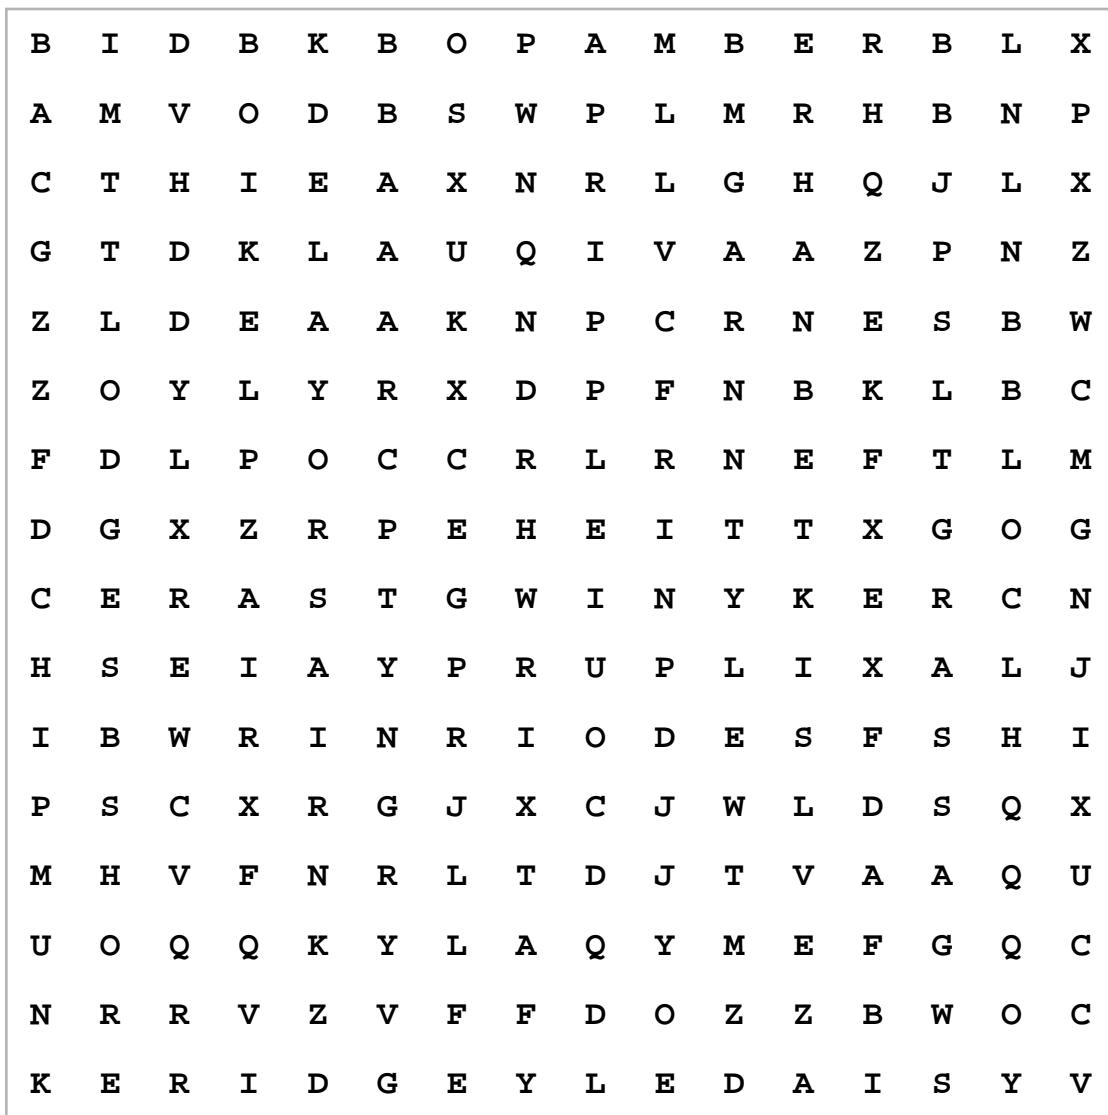 B I D B K B O P A M B E R B L X
A M V O D B S W P L M R H B N P
C T H I E A X N R L G H Q J L X
G T D K L A U Q I V A A Z P N Z
Z L D E A A K N P C R N E S B W
Z O Y L Y R X D P F N B K L B C
F D L P O C C R L R N E F T L M
D G X Z R P E H E I T T X G O G
C E R A S T G W I N Y K E R C N
H S E I A Y P R U P L I X A L J
I B W R I N R I O D E S F S H I
P S C X R G J X C J W L D S Q X
M H V F N R L T D J T V A A Q U
U O Q Q K Y L A Q Y M E F G Q C
N R R V Z V F F D O Z Z B W O C
K E R I D G E Y L E D A I S Y V